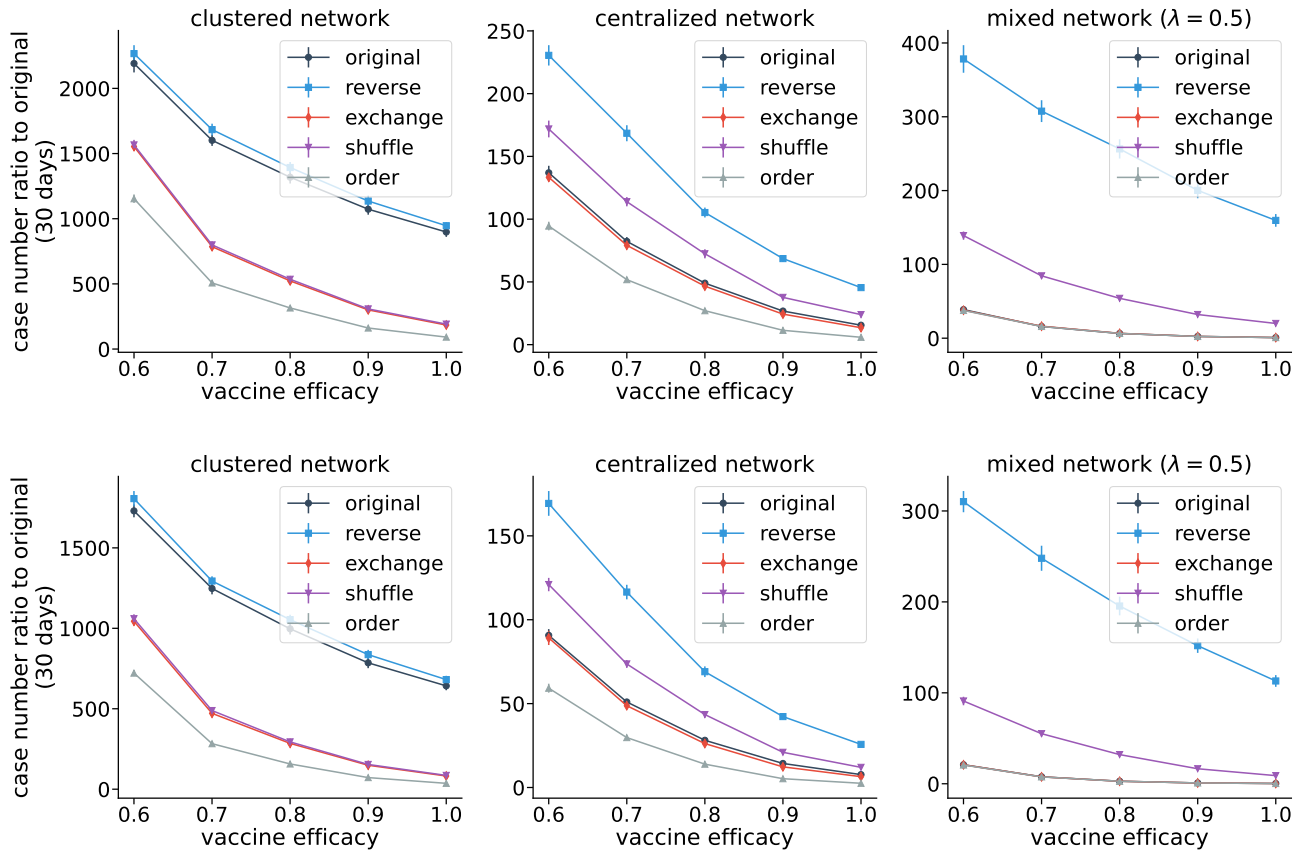 clustered network
case number ratio to original
(30 days)
2000
1500
1000
500
0
0.6 0.7 0.8 0.9 1.0
vaccine efficacy
original
reverse
exchange
shuffle
order
centralized network
250
200
150
100
50
0
0.6 0.7 0.8 0.9 1.0
vaccine efficacy
original
reverse
exchange
shuffle
order
mixed network (λ = 0.5)
400
300
200
100
0
0.6 0.7 0.8 0.9 1.0
vaccine efficacy
original
reverse
exchange
shuffle
order
clustered network
case number ratio to original
(30 days)
1500
1000
500
0
0.6 0.7 0.8 0.9 1.0
vaccine efficacy
original
reverse
exchange
shuffle
order
centralized network
150
100
50
0
0.6 0.7 0.8 0.9 1.0
vaccine efficacy
original
reverse
exchange
shuffle
order
mixed network (λ = 0.5)
300
200
100
0
0.6 0.7 0.8 0.9 1.0
vaccine efficacy
original
reverse
exchange
shuffle
order